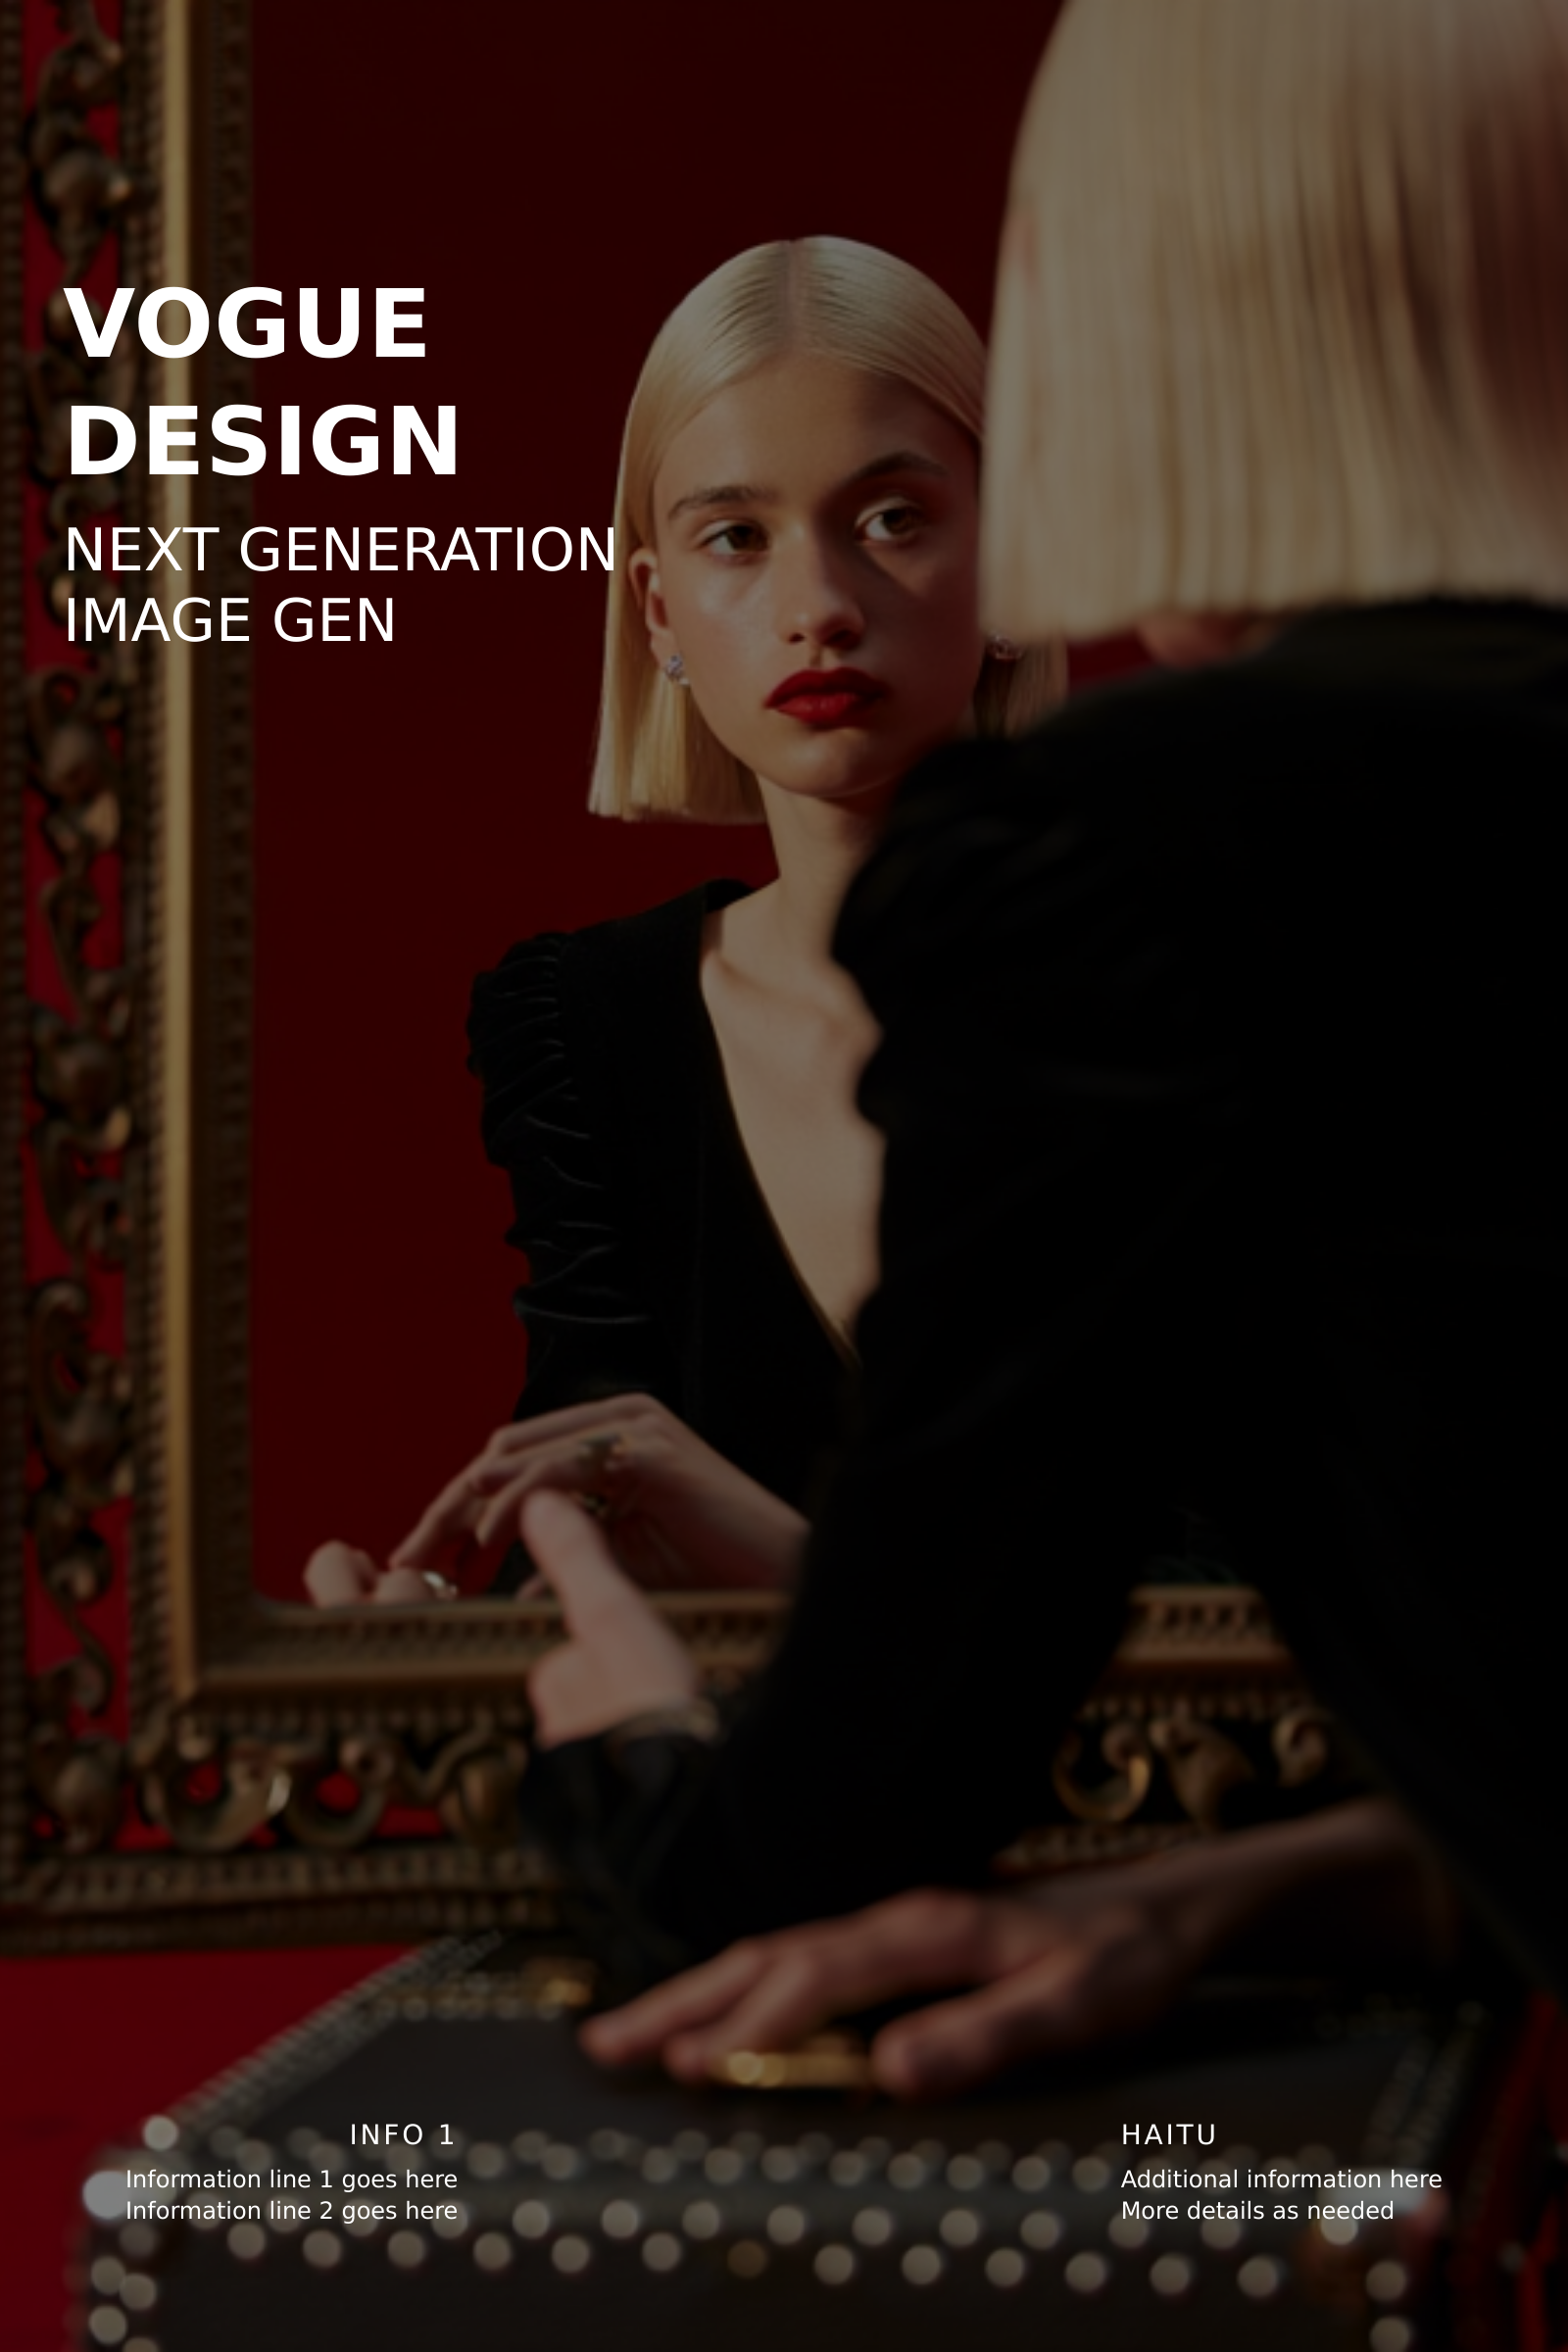 VOGUE
DESIGN
NEXT GENERATION
IMAGE GEN
INFO 1
Information line 1 goes here
Information line 2 goes here
HAITU
Additional information here
More details as needed